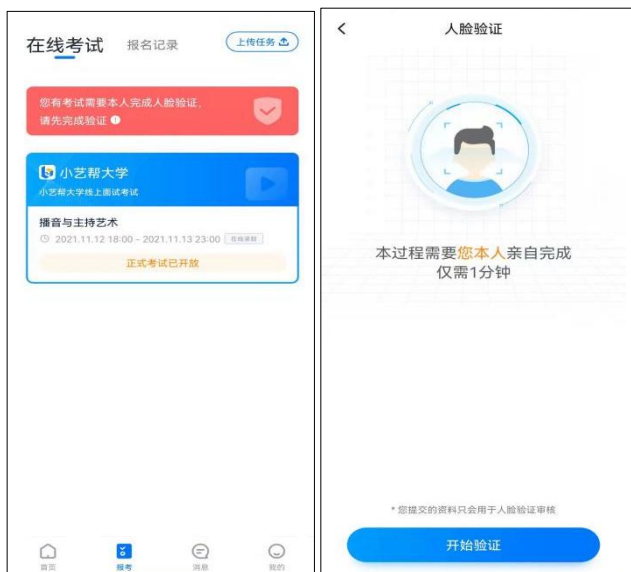 在线考试
报名记录
上传任务
您有考试需要本人完成人脸验证，
请先完成验证
小艺帮大学
小艺帮大学线上面试考试
播音与主持艺术
2021.11.12 18:00 - 2021.11.13 23:00
正式考试已开放
首页
报考
消息
我的
人脸验证
本过程需要您本人亲自完成
仅需1分钟
* 您提交的资料只会用于人脸验证审核
开始验证